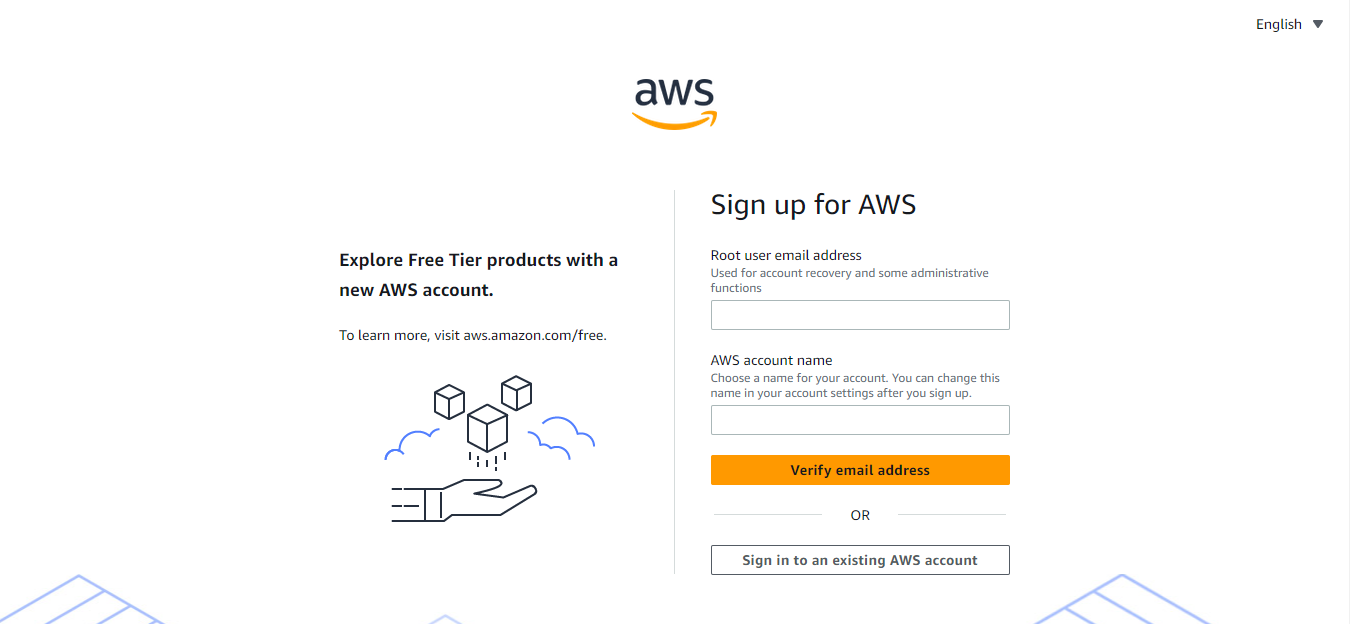 English
aws
Explore Free Tier products with a
new AWS account.
To learn more, visit aws.amazon.com/free.
Sign up for AWS
Root user email address
Used for account recovery and some administrative
functions
AWS account name
Choose a name for your account. You can change this
name in your account settings after you sign up.
Verify email address
OR
Sign in to an existing AWS account